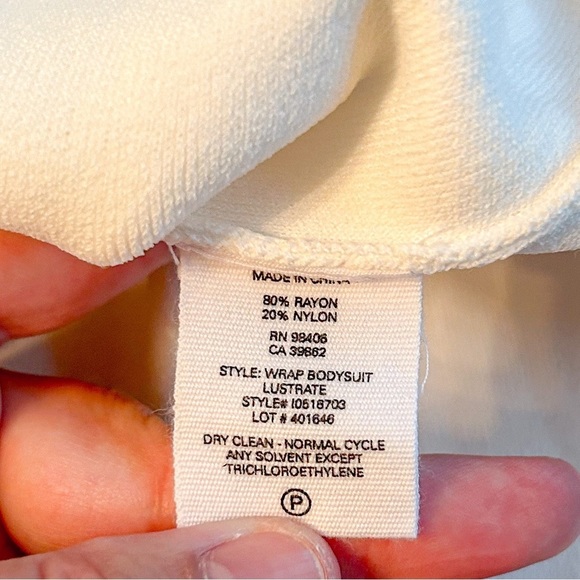 MADE IN CHINA
80% RAYON
20% NYLON
RN 98406
CA 39862
STYLE: WRAP BODYSUIT
LUSTRATE
STYLE# I0516703
LOT # 401646
DRY CLEAN - NORMAL CYCLE
ANY SOLVENT EXCEPT
TRICHLOROETHYLENE
P